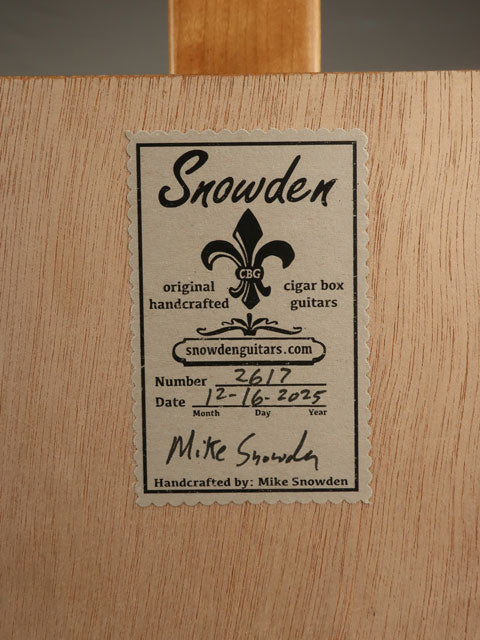 Snowden
CBG
original cigar box
handcrafted guitars
snowdenguitars.com
Number 2617
Date 12-16-2025
Month Day Year
Mike Snowden
Handcrafted by: Mike Snowden